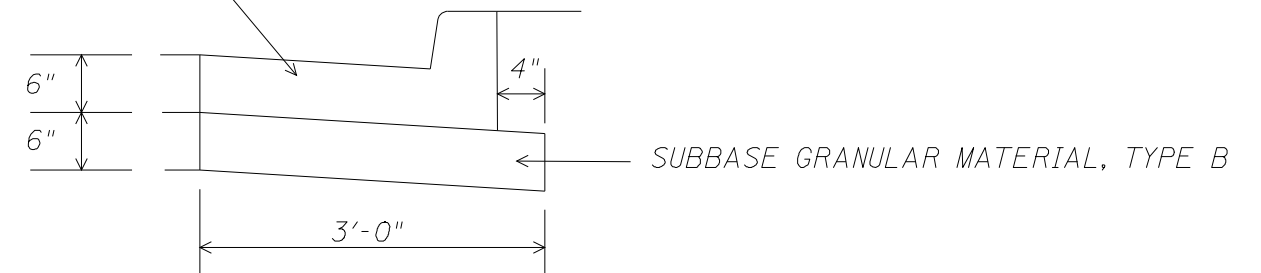 4"
6"
6"
SUBBASE GRANULAR MATERIAL, TYPE B
3'-0"